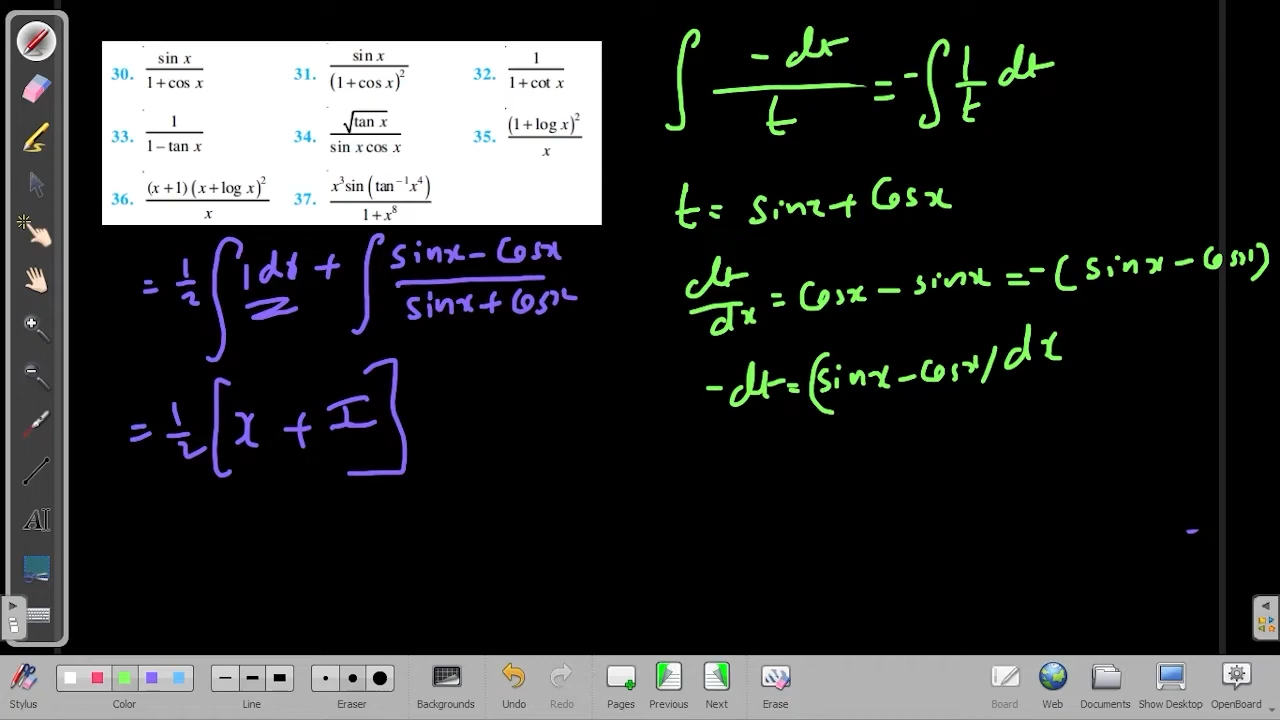 30. sin x / (1 + cos x) 31. sin x / (1 + cos x)² 32. 1 / (1 + cot x)
33. 1 / (1 – tan x) 34. √tan x / (sin x cos x) 35. (1 + log x)² / x
36. (x + 1)(x + log x)² / x 37. x³ sin(tan⁻¹ x⁴) / (1 + x⁸)
= 1/2 ∫ 1 dx + ∫ (sinx – Cosx) / (sinx + Cosx)
= 1/2 [x + I]
∫ -dt / t = -∫ 1/t dt
t = sinx + Cosx
dt/dx = Cosx – sinx = -(sinx – Cosx)
-dt = (sinx – Cosx) dx
Stylus Color Line Eraser Backgrounds Undo Redo Pages Previous Next Erase Board Web Documents Show Desktop OpenBoard